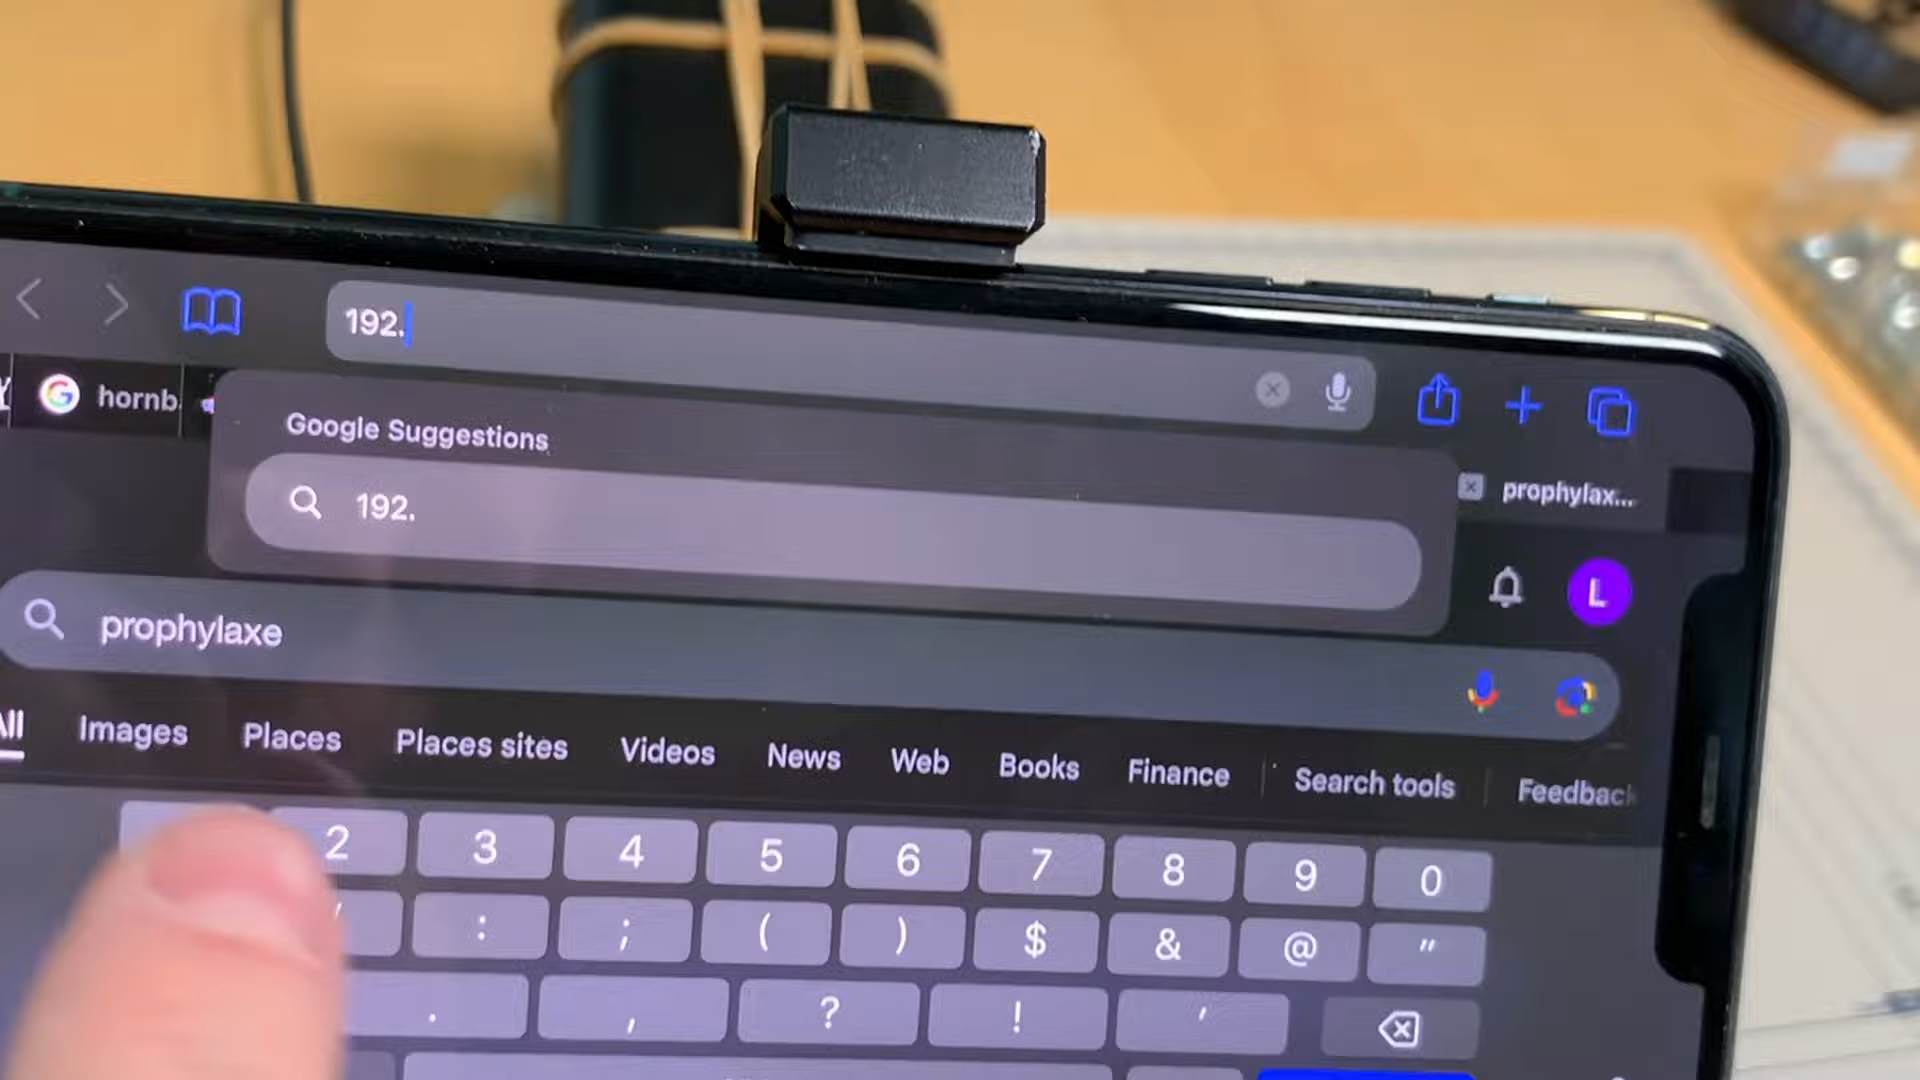 192.
hornb
prophylax...
Google Suggestions
192.
L
prophylaxe
All Images Places Places sites Videos News Web Books Finance Search tools Feedback
2 3 4 5 6 7 8 9 0
/ : ; ( ) $ & @ "
. , ? ! '